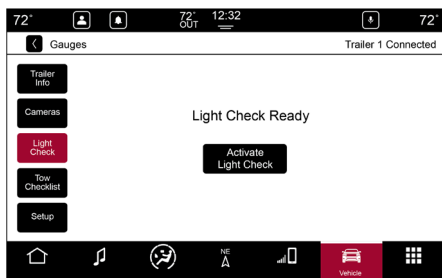 72°
72°
OUT
12:32
72°
Gauges
Trailer 1 Connected
Trailer
Info
Cameras
Light
Check
Tow
Checklist
Setup
Light Check Ready
Activate
Light Check
NE
Vehicle